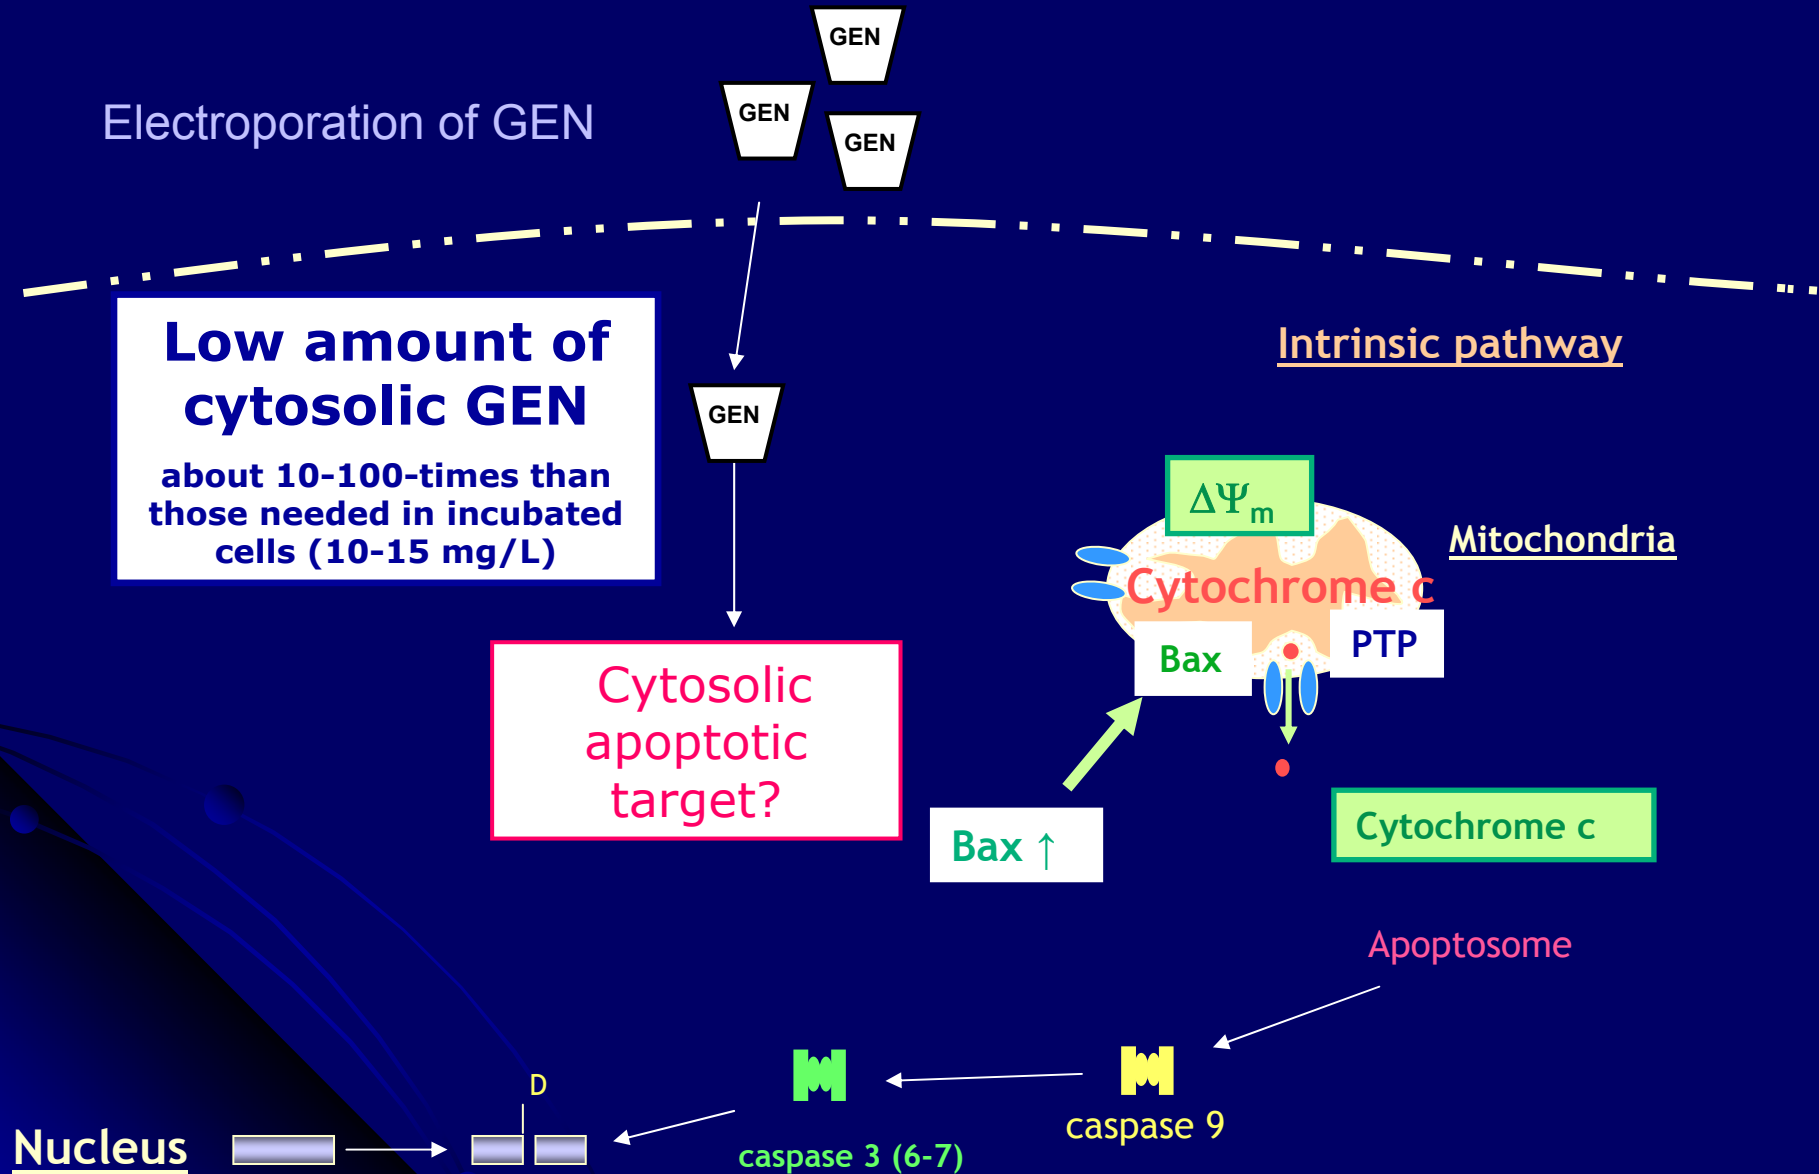 GEN
Electroporation of GEN
GEN
GEN
Low amount of
cytosolic GEN
about 10-100-times than
those needed in incubated
cells (10-15 mg/L)
GEN
Intrinsic pathway
ΔΨm
Mitochondria
Cytochrome c
Bax
PTP
Cytosolic
apoptotic
target?
Bax ↑
Cytochrome c
Apoptosome
D
caspase 9
Nucleus
caspase 3 (6-7)